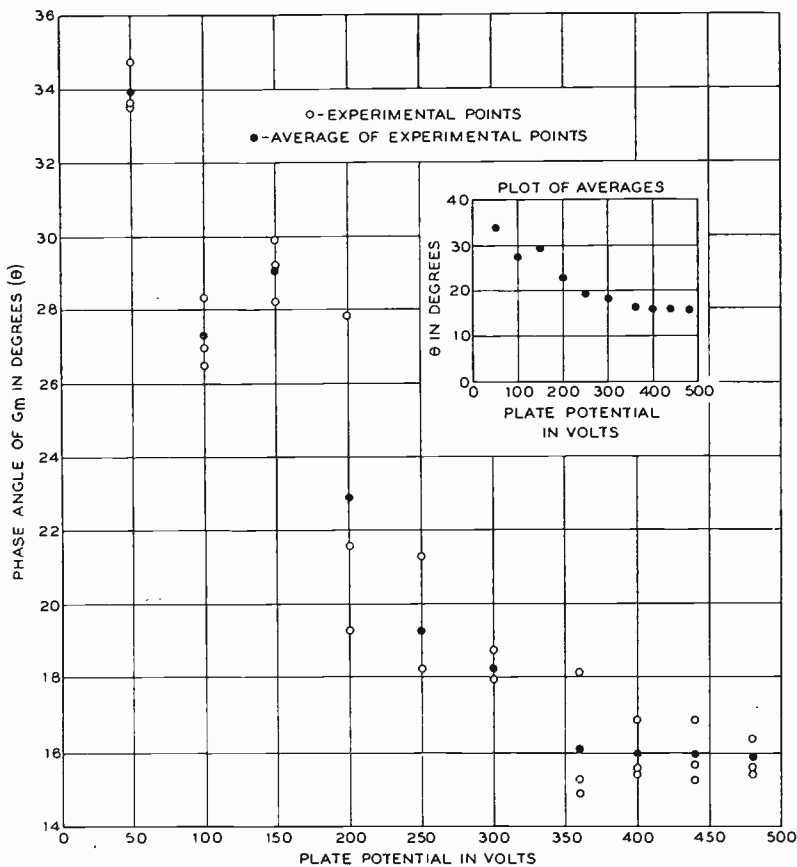 36
34
32
30
28
26
24
22
20
18
16
14
PHASE ANGLE OF Gm IN DEGREES (θ)
○-EXPERIMENTAL POINTS
●-AVERAGE OF EXPERIMENTAL POINTS
PLOT OF AVERAGES
40
30
20
10
0
θ IN DEGREES
0 100 200 300 400 500
PLATE POTENTIAL
IN VOLTS
0 50 100 150 200 250 300 350 400 450 500
PLATE POTENTIAL IN VOLTS